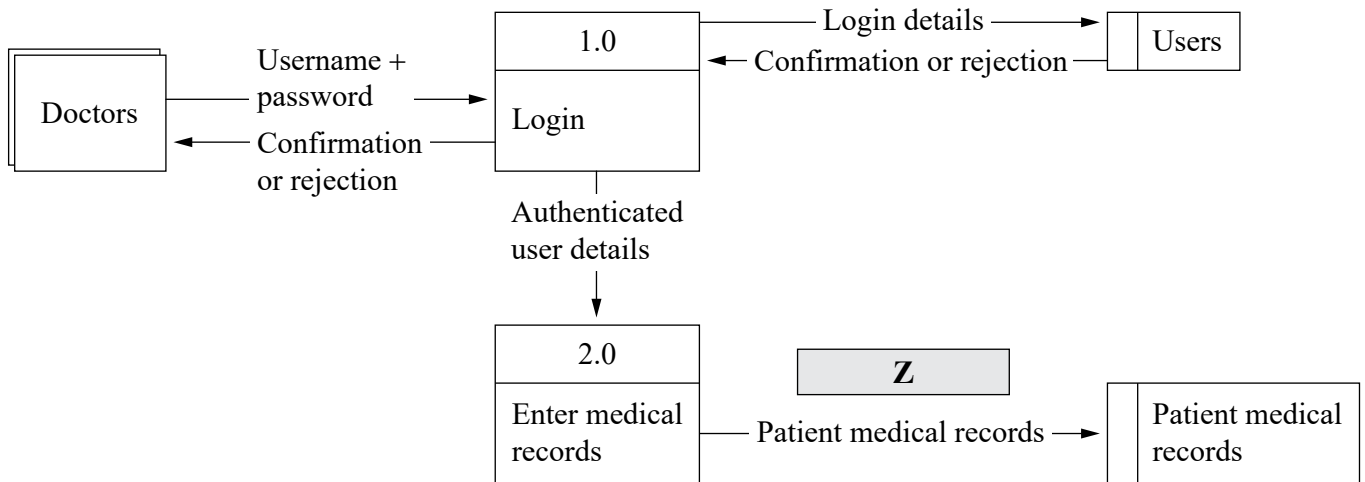 1.0
Login details
Users
Confirmation or rejection
Username +
password
Doctors
Login
Confirmation
or rejection
Authenticated
user details
2.0
Z
Enter medical
records
Patient medical records
Patient medical
records